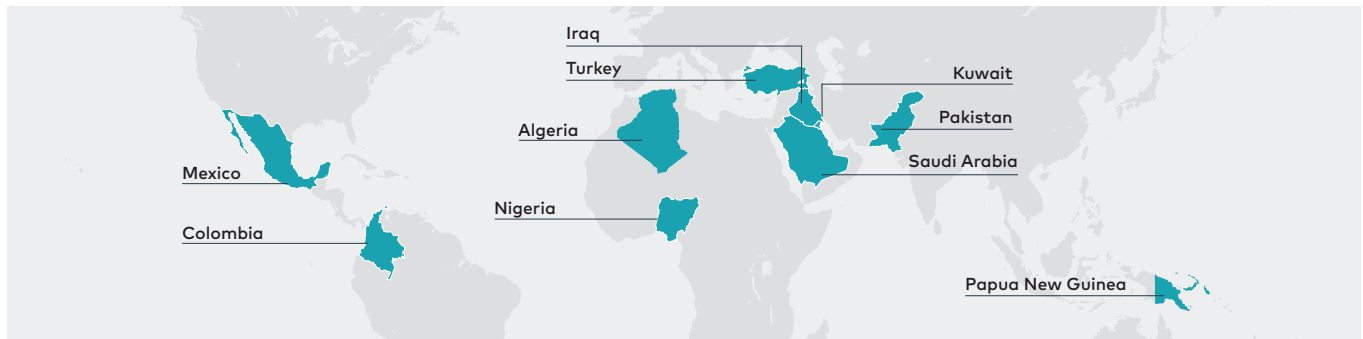 Iraq
Turkey
Kuwait
Pakistan
Algeria
Saudi Arabia
Mexico
Nigeria
Colombia
Papua New Guinea